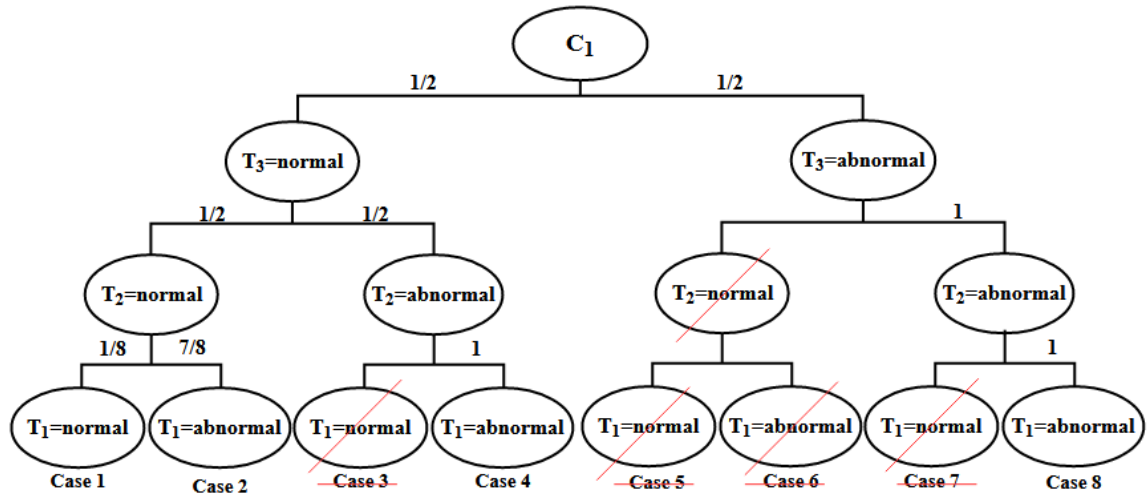 C1
1/2 1/2
T3=normal T3=abnormal
1/2 1/2 1
T2=normal T2=abnormal T2=normal T2=abnormal
1/8 7/8 1 1
T1=normal T1=abnormal T1=normal T1=abnormal T1=normal T1=abnormal T1=normal T1=abnormal
Case 1 Case 2 Case 3 Case 4 Case 5 Case 6 Case 7 Case 8